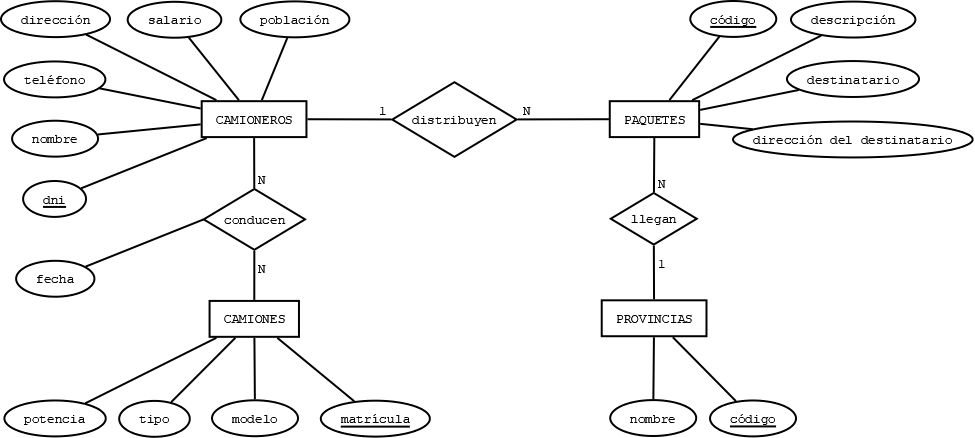 dirección
salario
población
código
descripción
teléfono
destinatario
CAMIONEROS
1
distribuyen
N
PAQUETES
nombre
dirección del destinatario
dni
N
conducen
N
llegan
fecha
N
1
CAMIONES
PROVINCIAS
potencia
tipo
modelo
matrícula
nombre
código